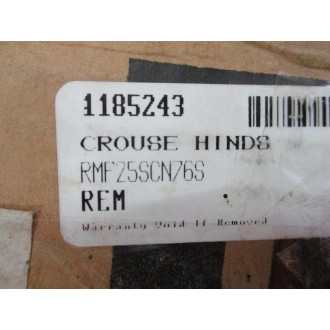 1185243
CROUSE HINDS
RMF25SCN76S
REM
Warranty Void If Removed